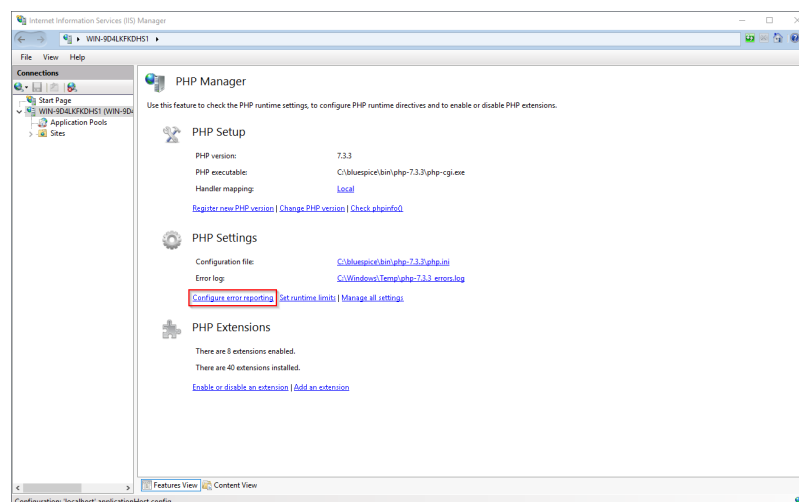 Internet Information Services (IIS) Manager
WIN-9D4LKFKDHS1
File View Help
Connections
Start Page
WIN-9D4LKFKDHS1 (WIN-9D4
Application Pools
Sites
PHP Manager
Use this feature to check the PHP runtime settings, to configure PHP runtime directives and to enable or disable PHP extensions.
PHP Setup
PHP version: 7.3.3
PHP executable: C:\bluespice\bin\php-7.3.3\php-cgi.exe
Handler mapping: Local
Register new PHP version | Change PHP version | Check phpinfo()
PHP Settings
Configuration file: C:\bluespice\bin\php-7.3.3\php.ini
Error log: C:\Windows\Temp\php-7.3.3_errors.log
Configure error reporting Set runtime limits | Manage all settings
PHP Extensions
There are 8 extensions enabled.
There are 40 extensions installed.
Enable or disable an extension | Add an extension
Features View Content View
Configuration: 'localhost' applicationHost.config